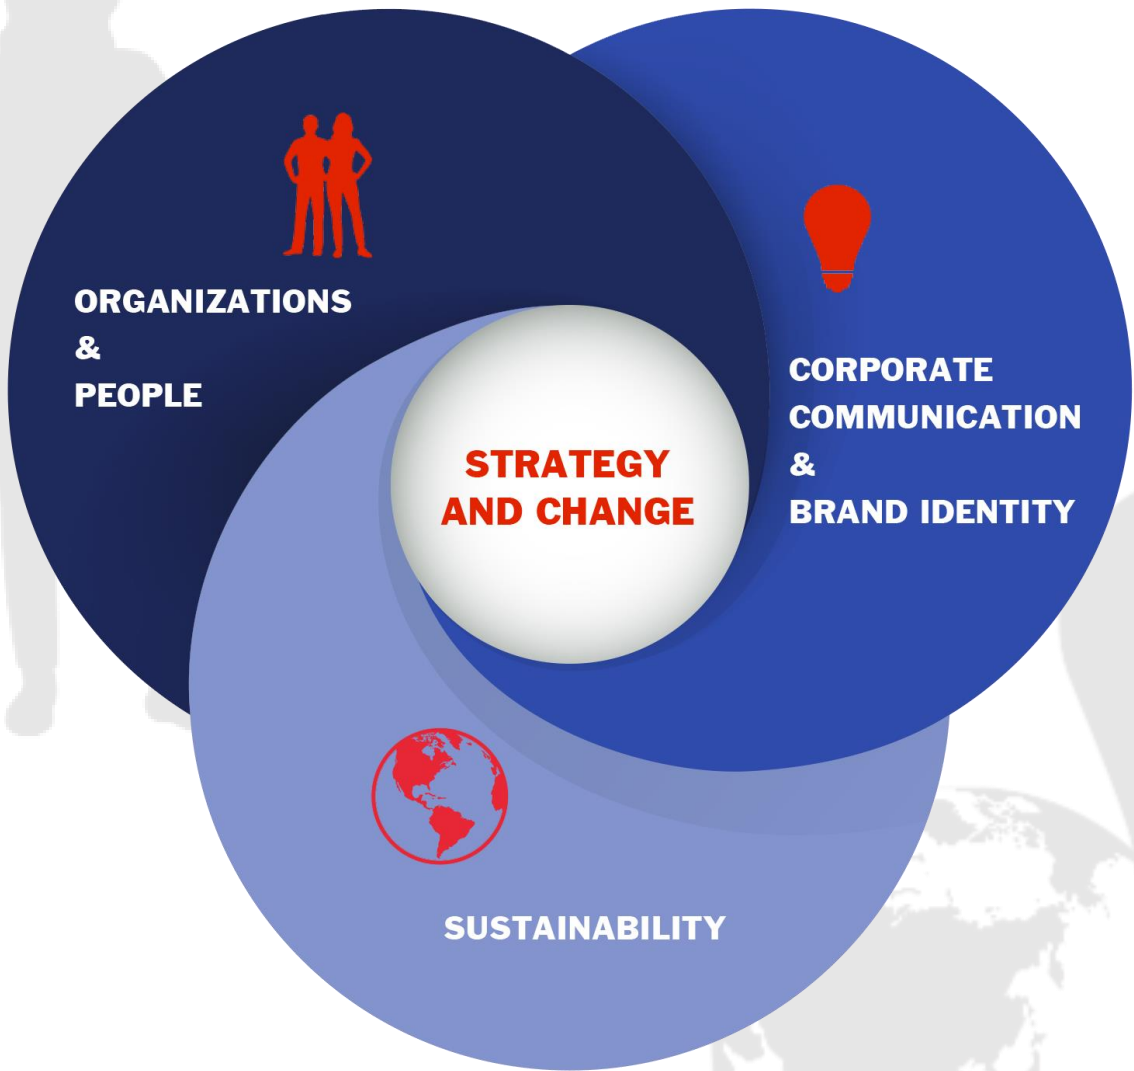 ORGANIZATIONS
&
PEOPLE
CORPORATE
COMMUNICATION
&
BRAND IDENTITY
STRATEGY
AND CHANGE
SUSTAINABILITY